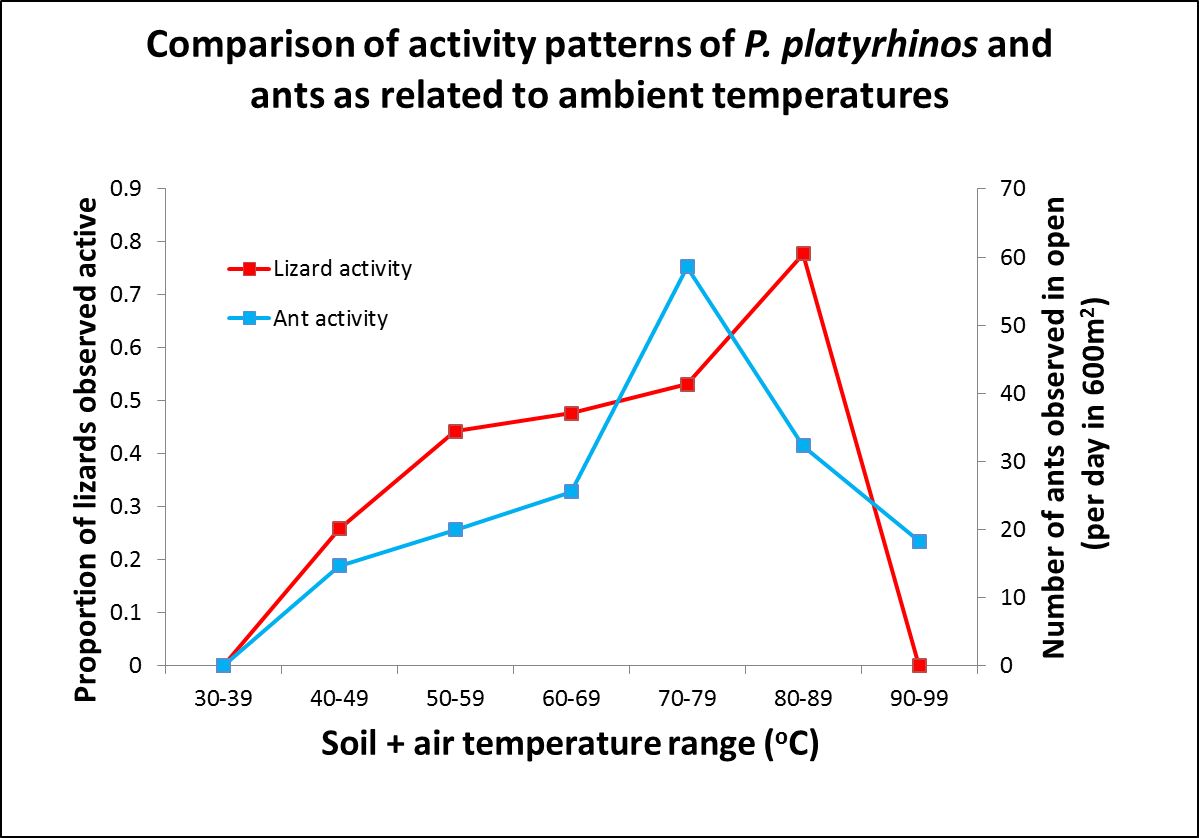 Comparison of activity patterns of P. platyrhinos and
ants as related to ambient temperatures
Proportion of lizards observed active
0.9
0.8
0.7
0.6
0.5
0.4
0.3
0.2
0.1
0
Lizard activity
Ant activity
70
60
50
40
30
20
10
0
Number of ants observed in open
(per day in 600m²)
30-39 40-49 50-59 60-69 70-79 80-89 90-99
Soil + air temperature range (ᵒC)